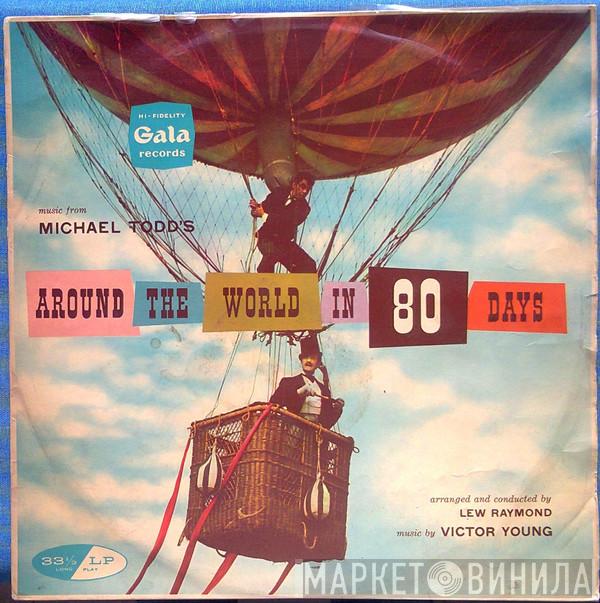 HI-FIDELITY
Gala
records
music from
MICHAEL TODD'S
AROUND THE WORLD IN 80 DAYS
arranged and conducted by
LEW RAYMOND
music by VICTOR YOUNG
33⅓ LP
LONG PLAY
МАРКЕТ ВИНИЛА